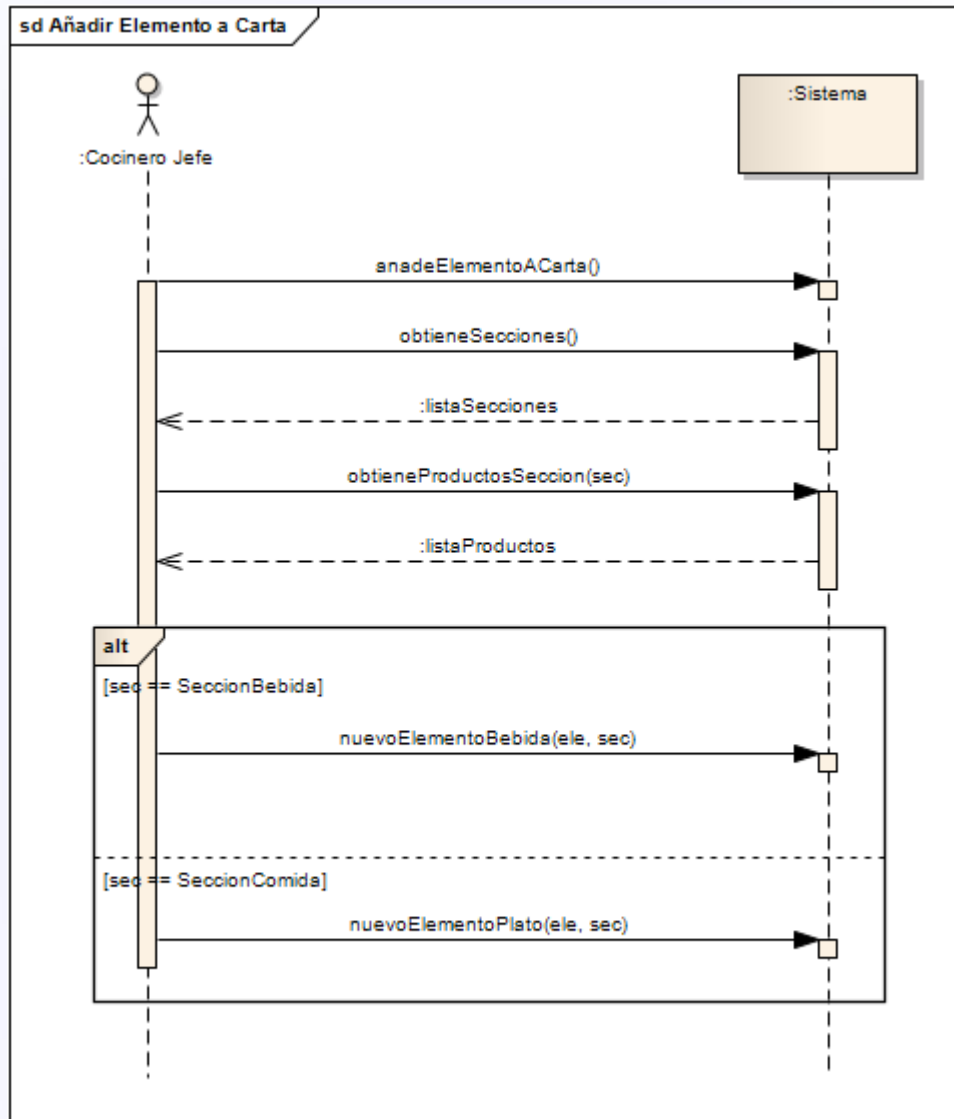 sd Añadir Elemento a Carta
:Cocinero Jefe
:Sistema
anadeElementoACarta()
obtieneSecciones()
:listaSecciones
obtieneProductosSeccion(sec)
:listaProductos
alt
[sec == SeccionBebida]
nuevoElementoBebida(ele, sec)
[sec == SeccionComida]
nuevoElementoPlato(ele, sec)